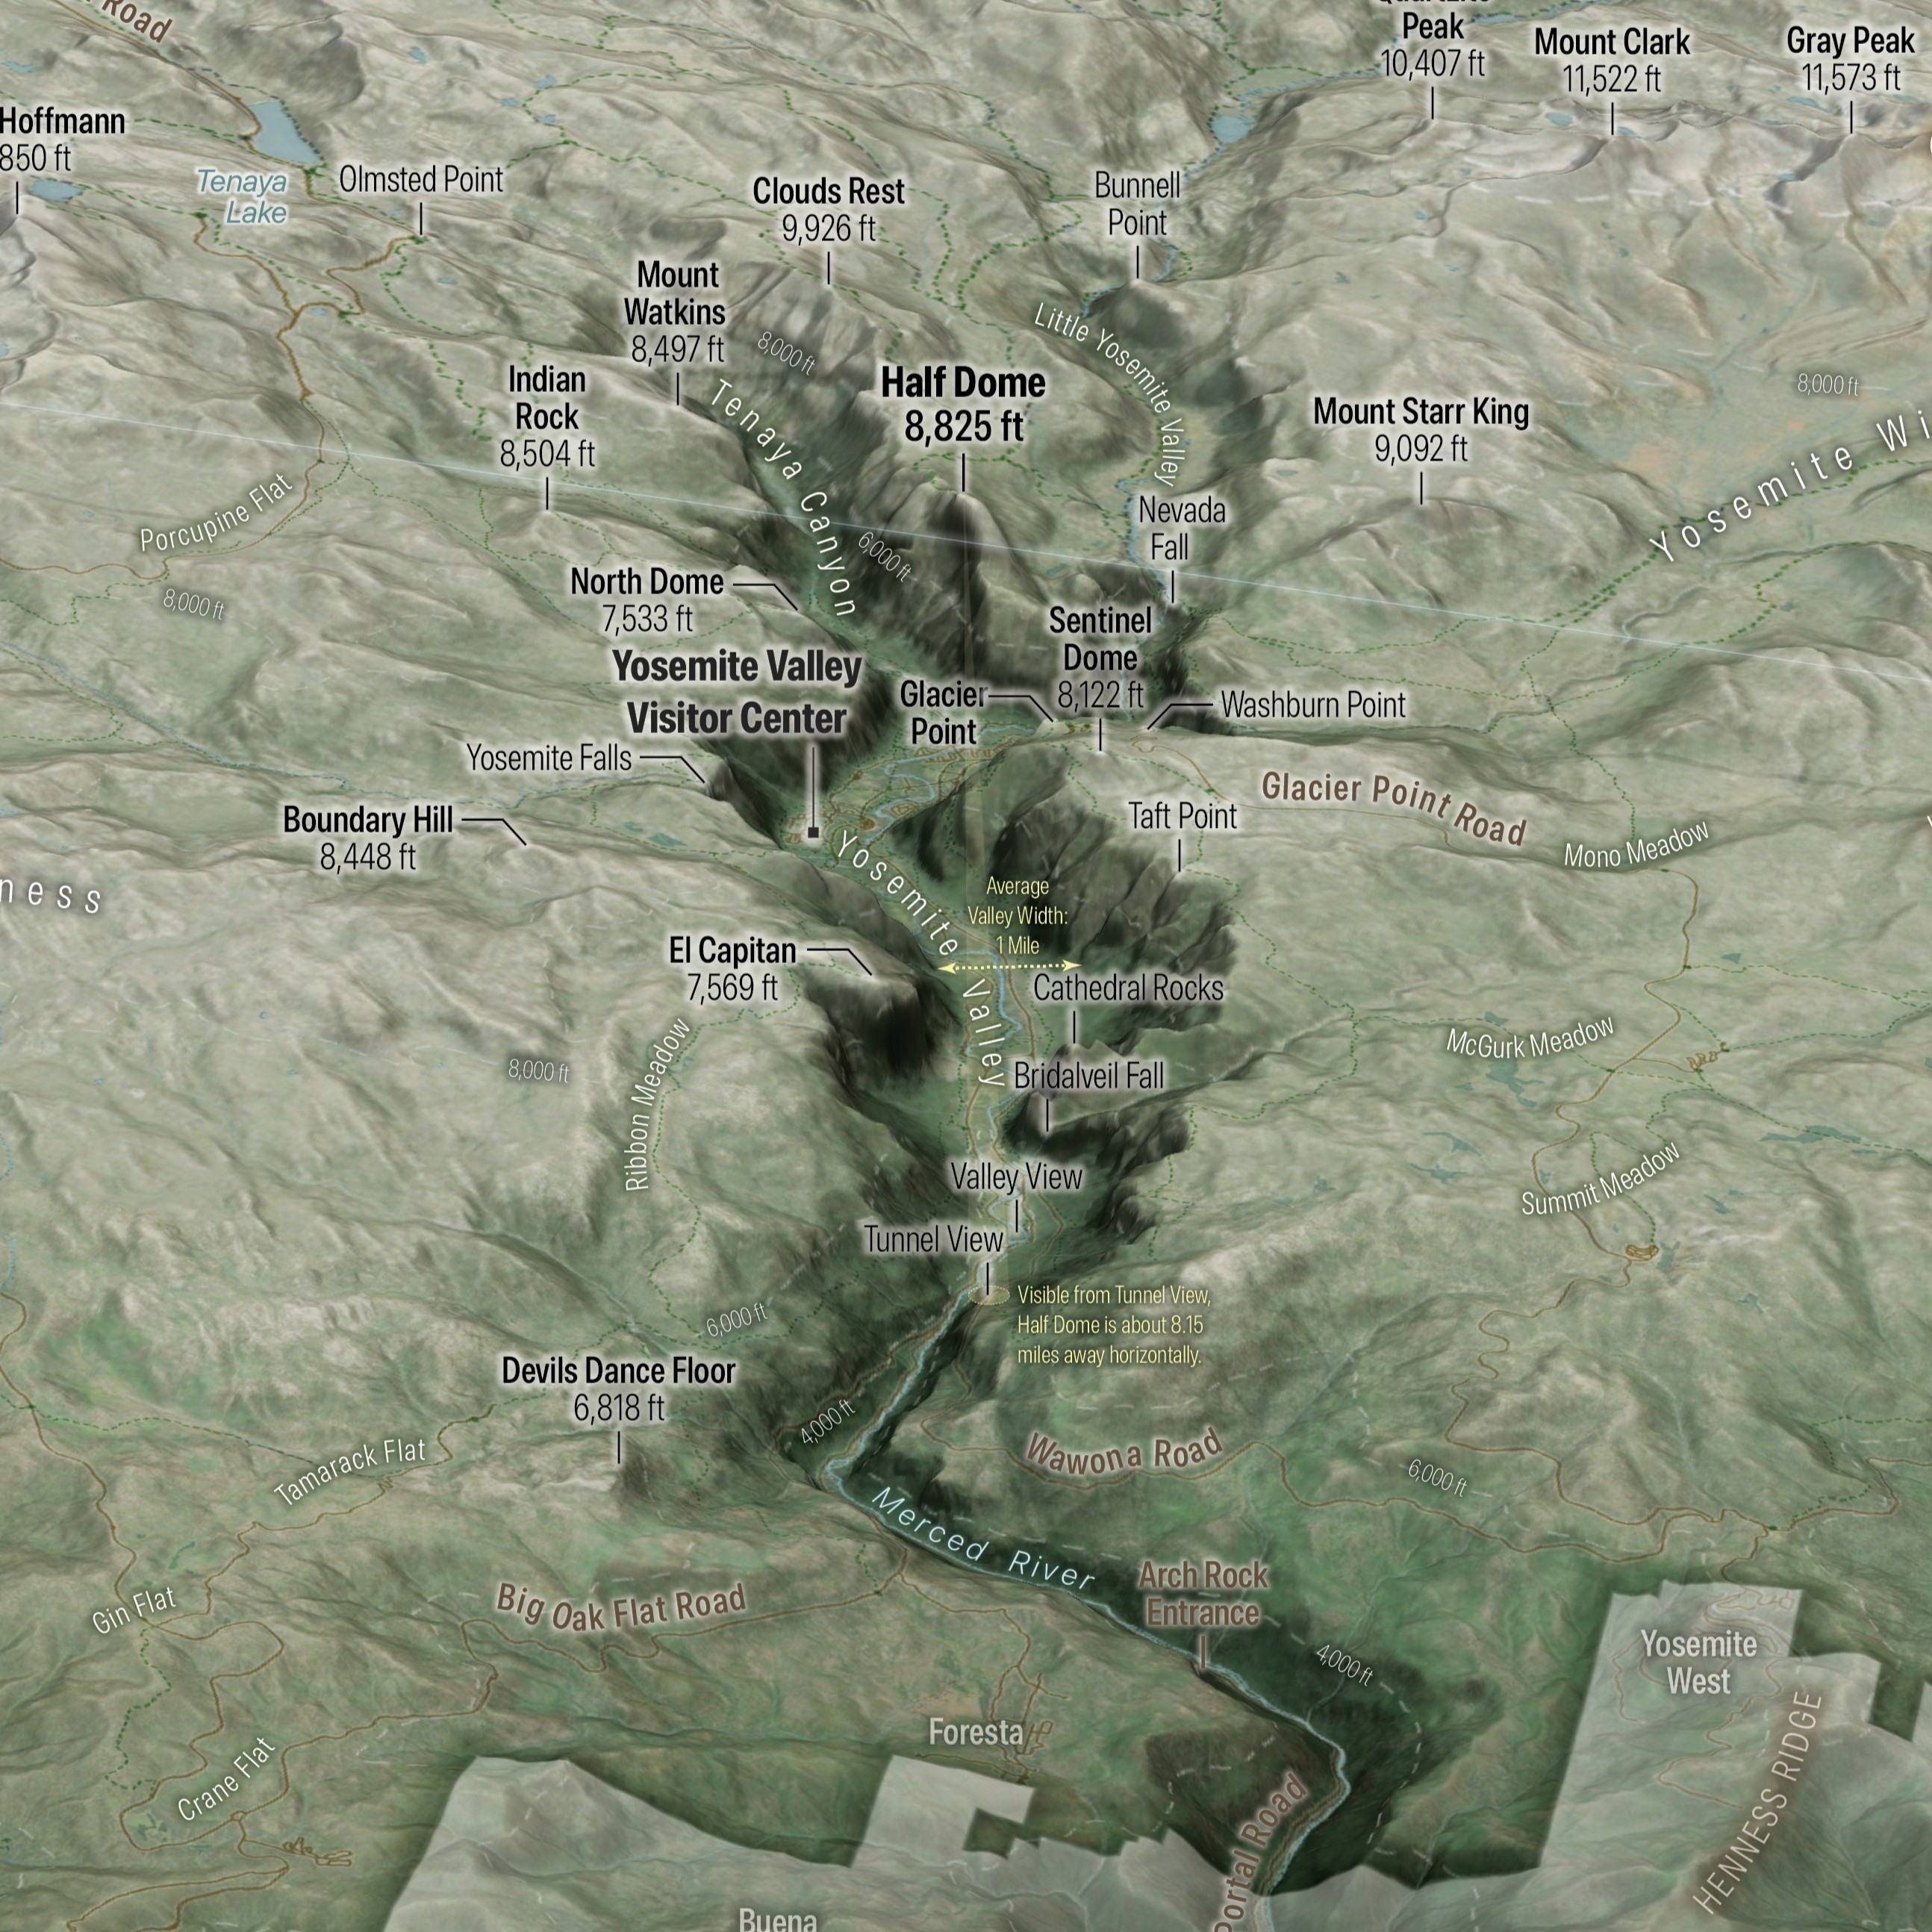 Road
Peak
10,407 ft
Mount Clark
11,522 ft
Gray Peak
11,573 ft
Hoffmann
850 ft
Tenaya
Lake
Olmsted Point
Clouds Rest
9,926 ft
Bunnell
Point
Mount
Watkins
8,497 ft
8,000 ft
Little Yosemite Valley
Indian
Rock
8,504 ft
Tenaya Canyon
Half Dome
8,825 ft
Mount Starr King
9,092 ft
8,000 ft
Yosemite Wi
Porcupine Flat
Nevada
Fall
6,000 ft
8,000 ft
North Dome
7,533 ft
Sentinel
Dome
8,122 ft
Yosemite Valley
Visitor Center
Glacier
Point
Washburn Point
Yosemite Falls
Glacier Point Road
Boundary Hill
8,448 ft
Taft Point
Mono Meadow
ness
Yosemite Valley
Average
Valley Width:
1 Mile
El Capitan
7,569 ft
Cathedral Rocks
McGurk Meadow
8,000 ft
Ribbon Meadow
Bridalveil Fall
Valley View
Summit Meadow
Tunnel View
Visible from Tunnel View,
Half Dome is about 8.15
miles away horizontally.
6,000 ft
Devils Dance Floor
6,818 ft
4,000 ft
Wawona Road
Tamarack Flat
6,000 ft
Merced River
Arch Rock
Entrance
Big Oak Flat Road
Gin Flat
4,000 ft
Yosemite
West
Foresta
HENNESS RIDGE
Crane Flat
Portal Road
Buena